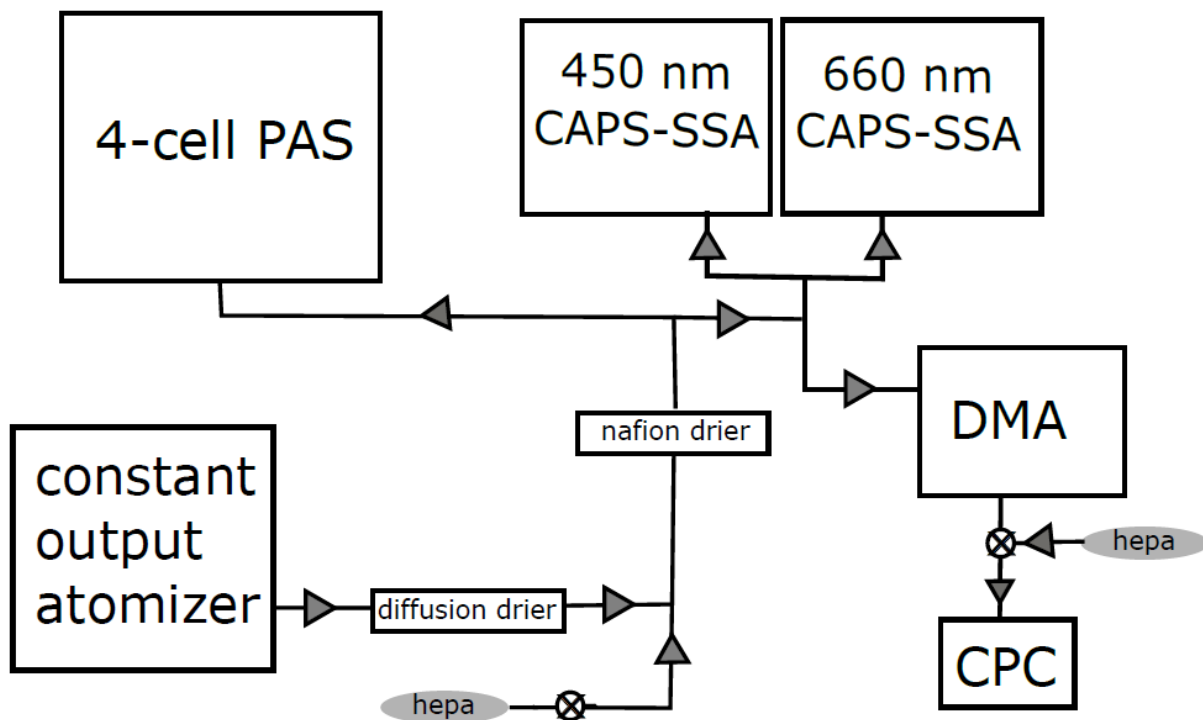 4-cell PAS
450 nm
CAPS-SSA
660 nm
CAPS-SSA
nafion drier
DMA
constant
output
atomizer
diffusion drier
hepa
hepa
CPC